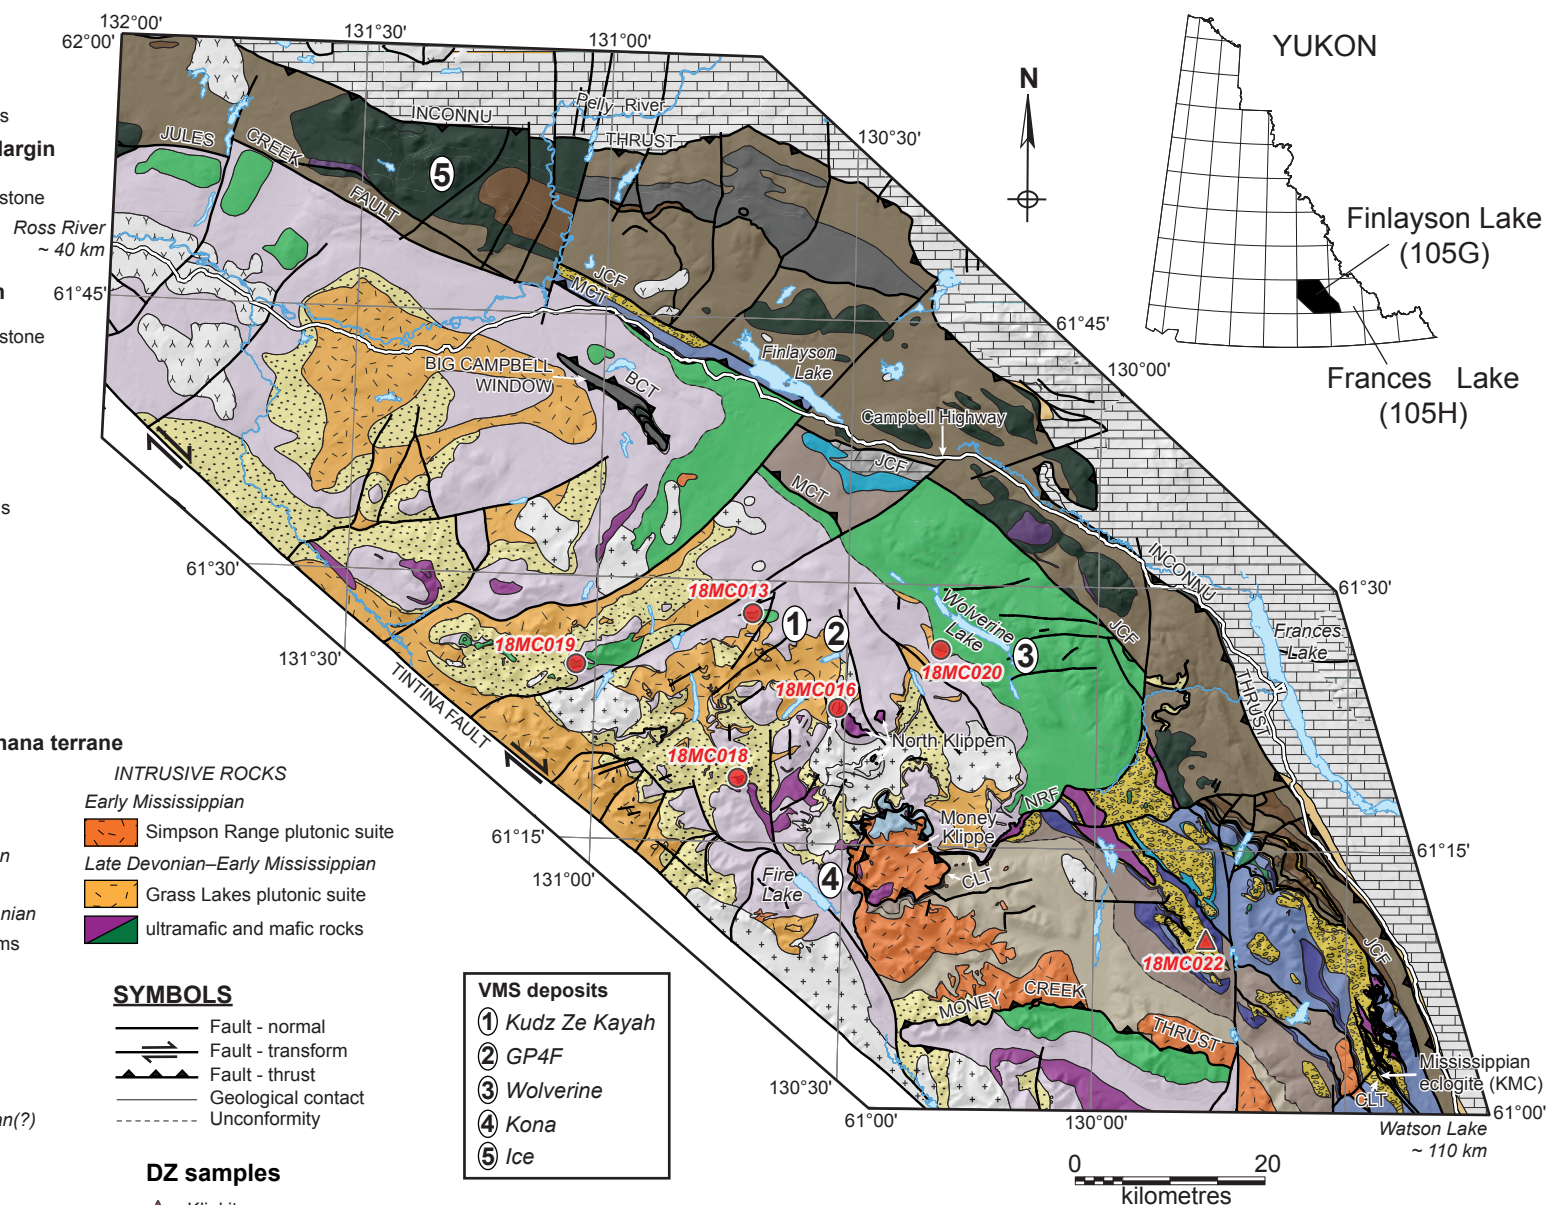 132°00'
62°00'
131°30'
131°00'
130°30'
YUKON
N
Finlayson Lake
(105G)
Frances Lake
(105H)
INCONNU
THRUST
Pelly River
JULES
CREEK
FAULT
5
Ross River
~ 40 km
61°45'
JCF
MCT
BIG CAMPBELL
WINDOW
BCT
Finlayson
Lake
Campbell Highway
61°45'
130°00'
JCF
MCT
61°30'
INCONNU
THRUST
61°30'
JCF
Frances
Lake
18MC013
1
2
Wolverine
Lake
3
18MC019
18MC020
18MC016
131°30'
TINTINA FAULT
North Klippen
18MC018
NRF
Money
Klippe
61°15'
61°15'
CLT
131°00'
Fire
Lake
4
18MC022
JCF
MONEY
CREEK
THRUST
Mississippian
eclogite (KMC)
CLT
130°30'
61°00'
130°00'
61°00'
Watson Lake
~ 110 km
0 20
kilometres
s
stone
stone
s
nana terrane
INTRUSIVE ROCKS
Early Mississippian
Simpson Range plutonic suite
Late Devonian–Early Mississippian
Grass Lakes plutonic suite
ultramafic and mafic rocks
nian
ms
SYMBOLS
Fault - normal
Fault - transform
Fault - thrust
Geological contact
Unconformity
an(?)
DZ samples
VMS deposits
1 Kudz Ze Kayah
2 GP4F
3 Wolverine
4 Kona
5 Ice